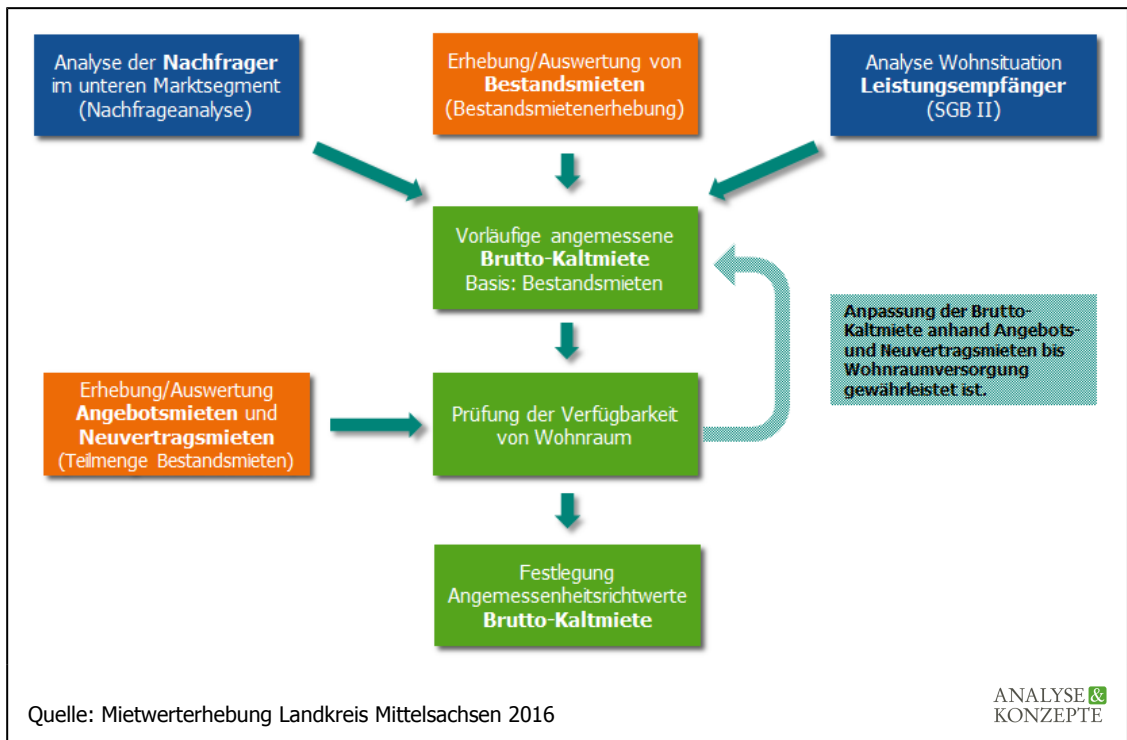 Analyse der Nachfrager
im unteren Marktsegment
(Nachfrageanalyse)
Erhebung/Auswertung von
Bestandsmieten
(Bestandsmietenerhebung)
Analyse Wohnsituation
Leistungsempfänger
(SGB II)
Vorläufige angemessene
Brutto-Kaltmiete
Basis: Bestandsmieten
Anpassung der Brutto-
Kaltmiete anhand Angebots-
und Neuvertragsmieten bis
Wohnraumversorgung
gewährleistet ist.
Erhebung/Auswertung
Angebotsmieten und
Neuvertragsmieten
(Teilmenge Bestandsmieten)
Prüfung der Verfügbarkeit
von Wohnraum
Festlegung
Angemessenheitsrichtwerte
Brutto-Kaltmiete
Quelle: Mietwerterhebung Landkreis Mittelsachsen 2016
ANALYSE &
KONZEPTE